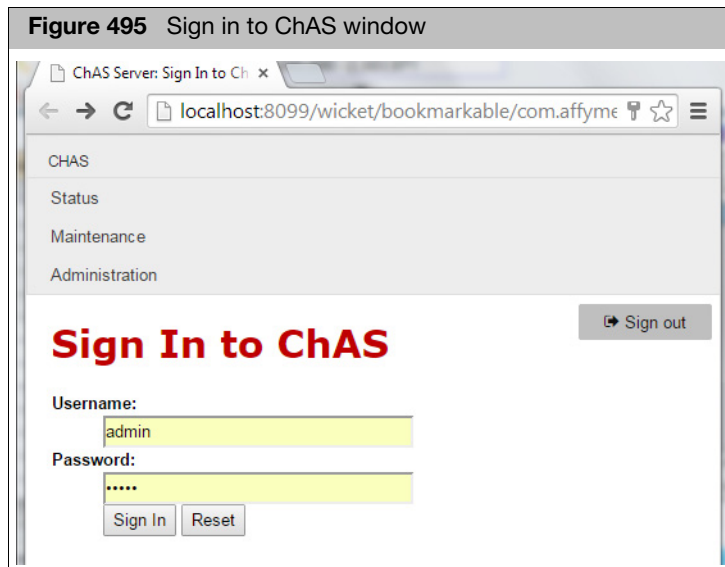 Figure 495 Sign in to ChAS window
ChAS Server: Sign In to Ch ×
localhost:8099/wicket/bookmarkable/com.affyme
CHAS
Status
Maintenance
Administration
Sign out
Sign In to ChAS
Username:
admin
Password:
•••••
Sign In Reset